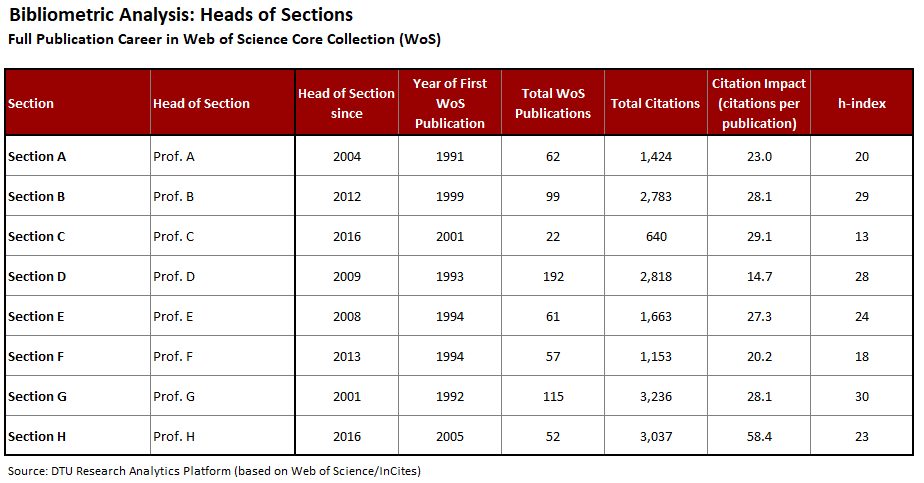 Bibliometric Analysis: Heads of Sections
Full Publication Career in Web of Science Core Collection (WoS)
Section Head of Section Head of Section since Year of First WoS Publication Total WoS Publications Total Citations Citation Impact (citations per publication) h-index
Section A Prof. A 2004 1991 62 1,424 23.0 20
Section B Prof. B 2012 1999 99 2,783 28.1 29
Section C Prof. C 2016 2001 22 640 29.1 13
Section D Prof. D 2009 1993 192 2,818 14.7 28
Section E Prof. E 2008 1994 61 1,663 27.3 24
Section F Prof. F 2013 1994 57 1,153 20.2 18
Section G Prof. G 2001 1992 115 3,236 28.1 30
Section H Prof. H 2016 2005 52 3,037 58.4 23
Source: DTU Research Analytics Platform (based on Web of Science/InCites)